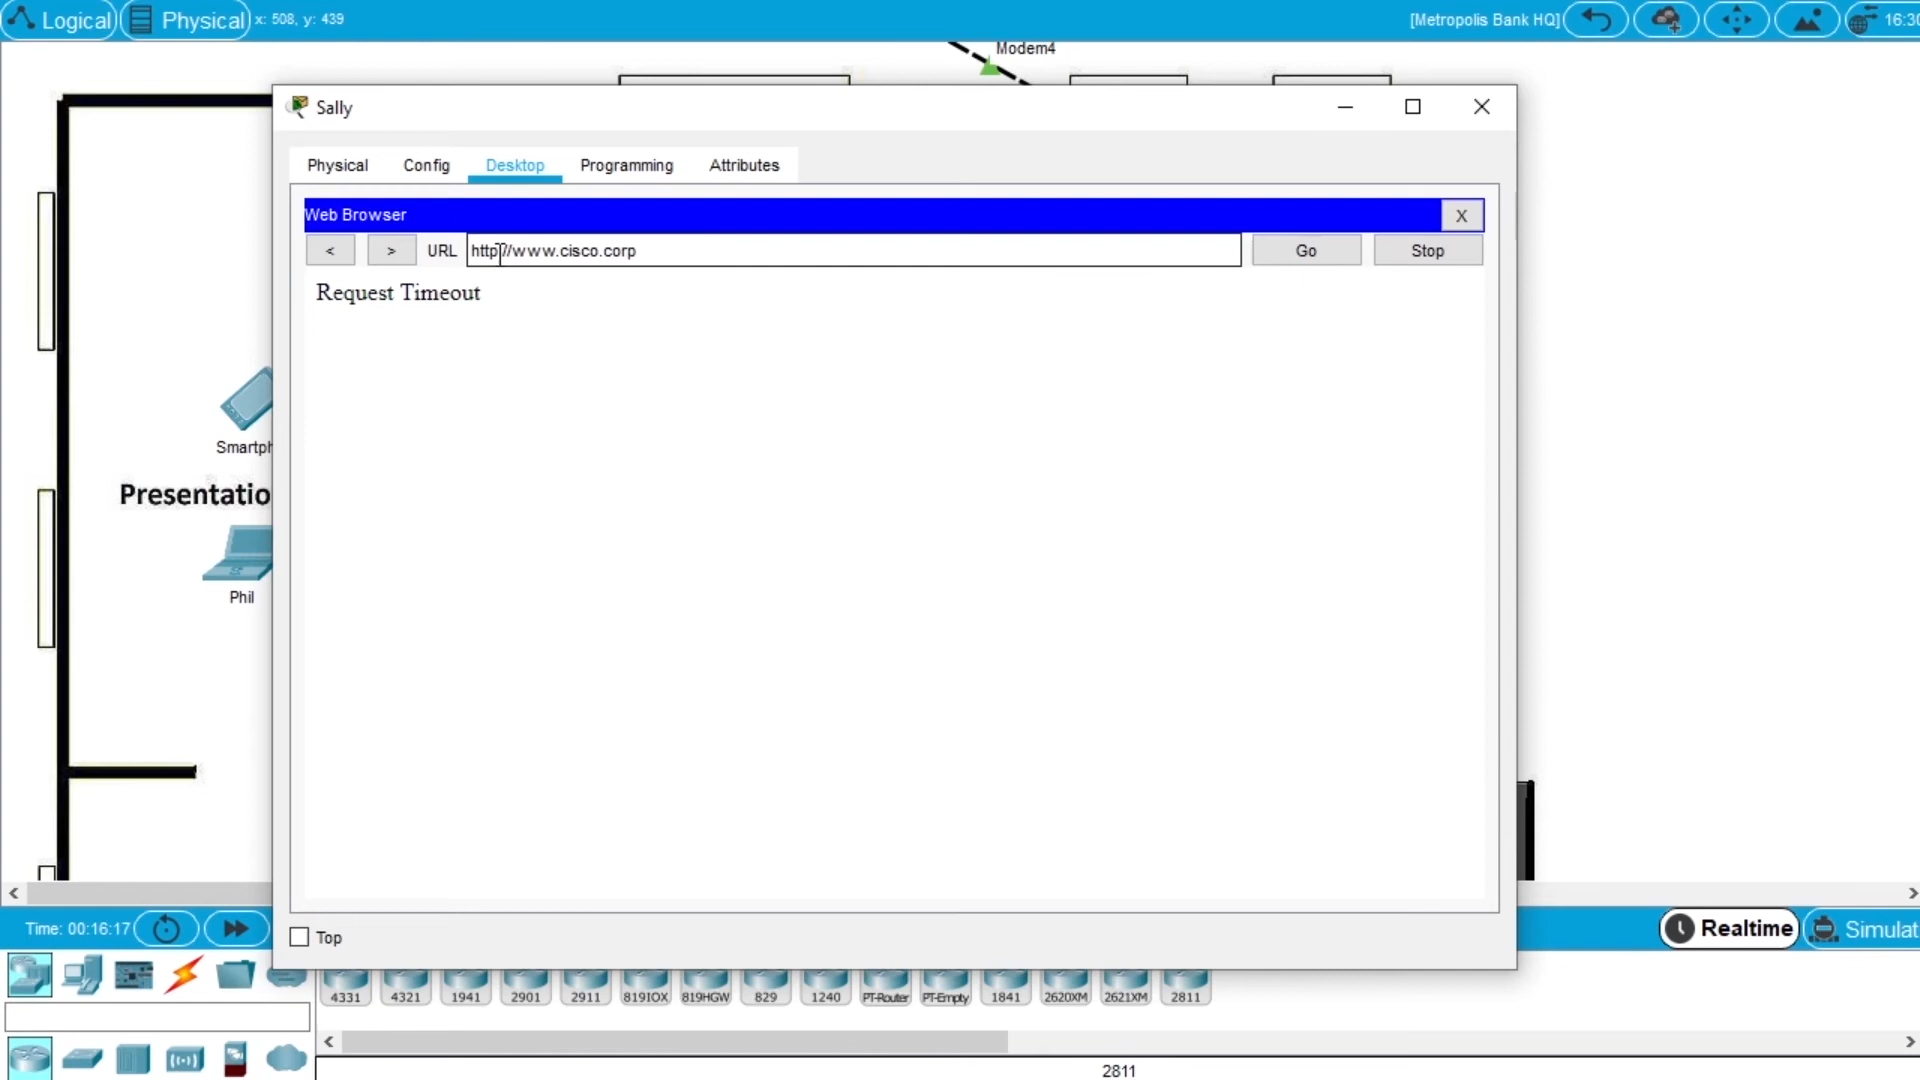 Logical
Physical
x: 508, y: 439
[Metropolis Bank HQ]
16:30
Modem4
Sally
Physical
Config
Desktop
Programming
Attributes
Web Browser
X
<
>
URL
http://www.cisco.corp
Go
Stop
Request Timeout
Smartph
Presentatio
Phil
Time: 00:16:17
Top
Realtime
Simulat
4331
4321
1941
2901
2911
819IOX
819HGW
829
1240
PT-Router
PT-Empty
1841
2620XM
2621XM
2811
2811